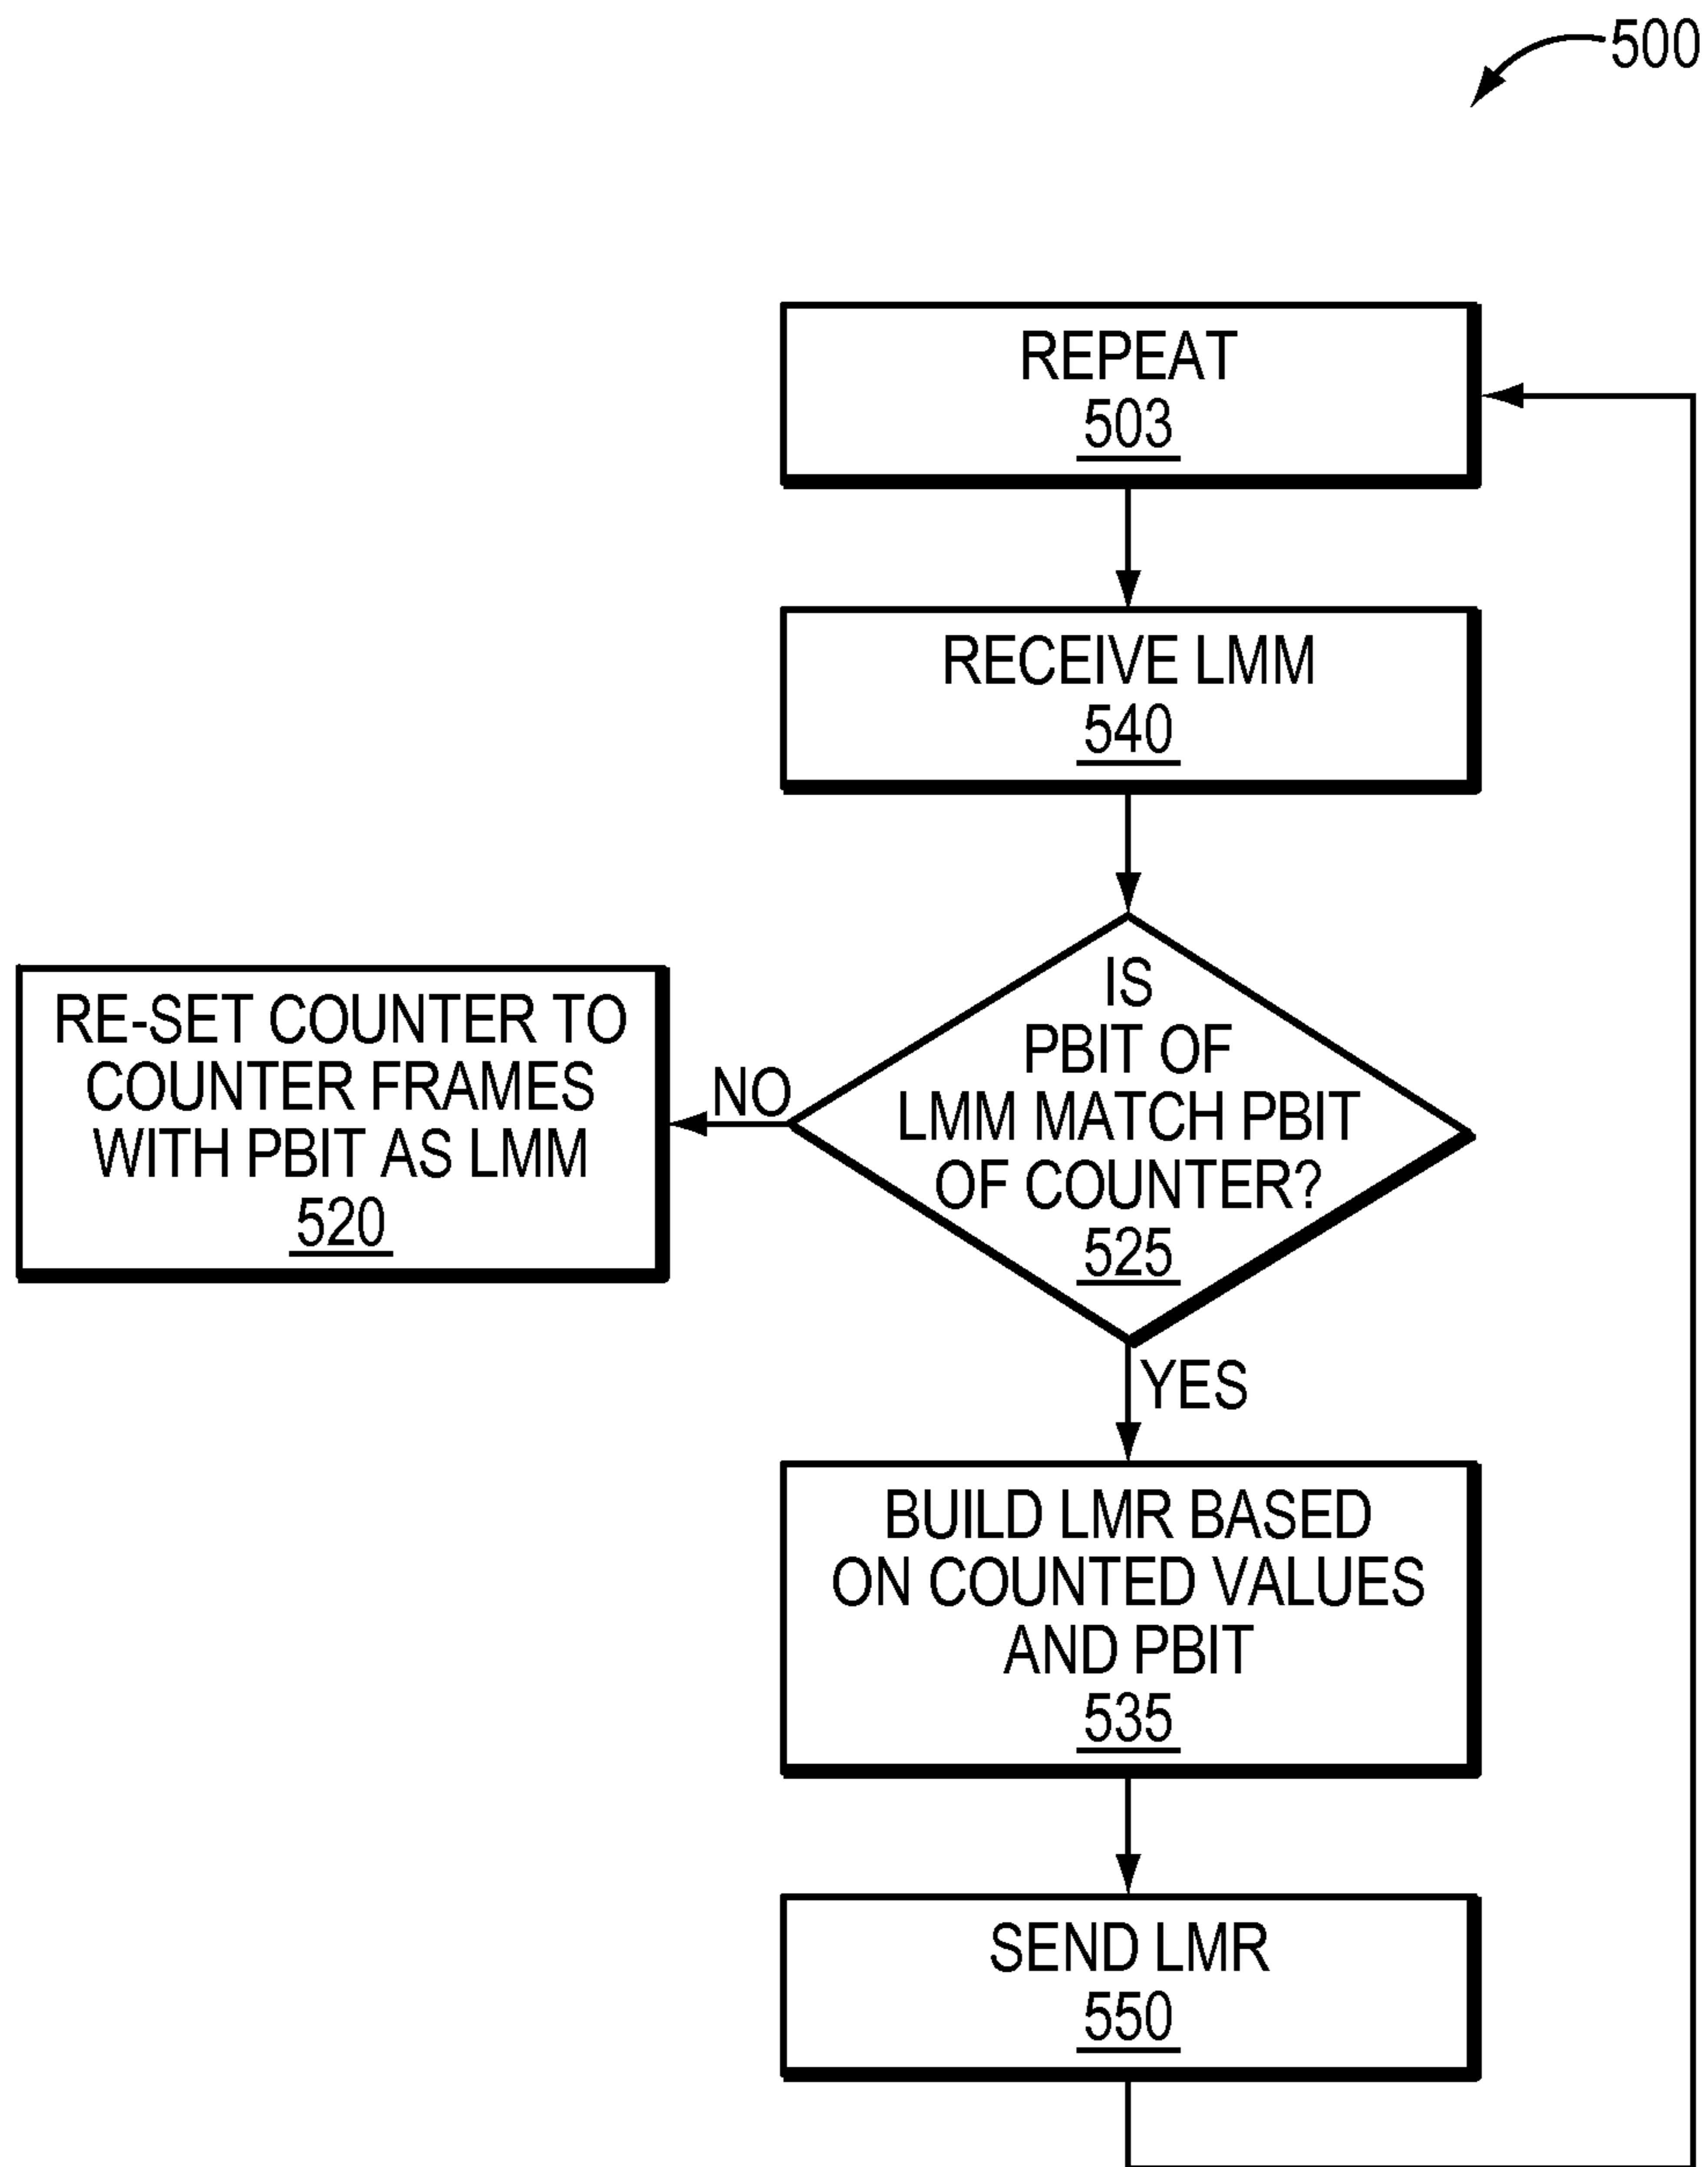 500
REPEAT
503
RECEIVE LMM
540
IS
PBIT OF
LMM MATCH PBIT
OF COUNTER?
525
NO
RE-SET COUNTER TO
COUNTER FRAMES
WITH PBIT AS LMM
520
YES
BUILD LMR BASED
ON COUNTED VALUES
AND PBIT
535
SEND LMR
550